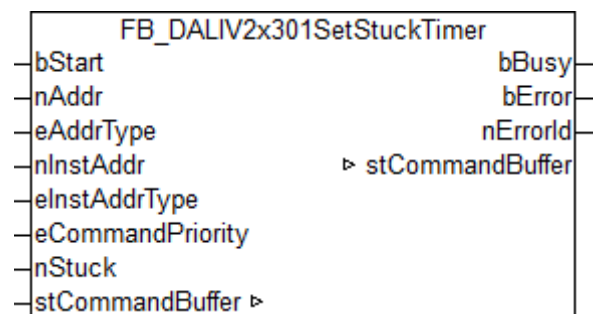 FB_DALIV2x301SetStuckTimer
bStart bBusy
nAddr bError
eAddrType nErrorId
nInstAddr ▹ stCommandBuffer
eInstAddrType
eCommandPriority
nStuck
stCommandBuffer ▹